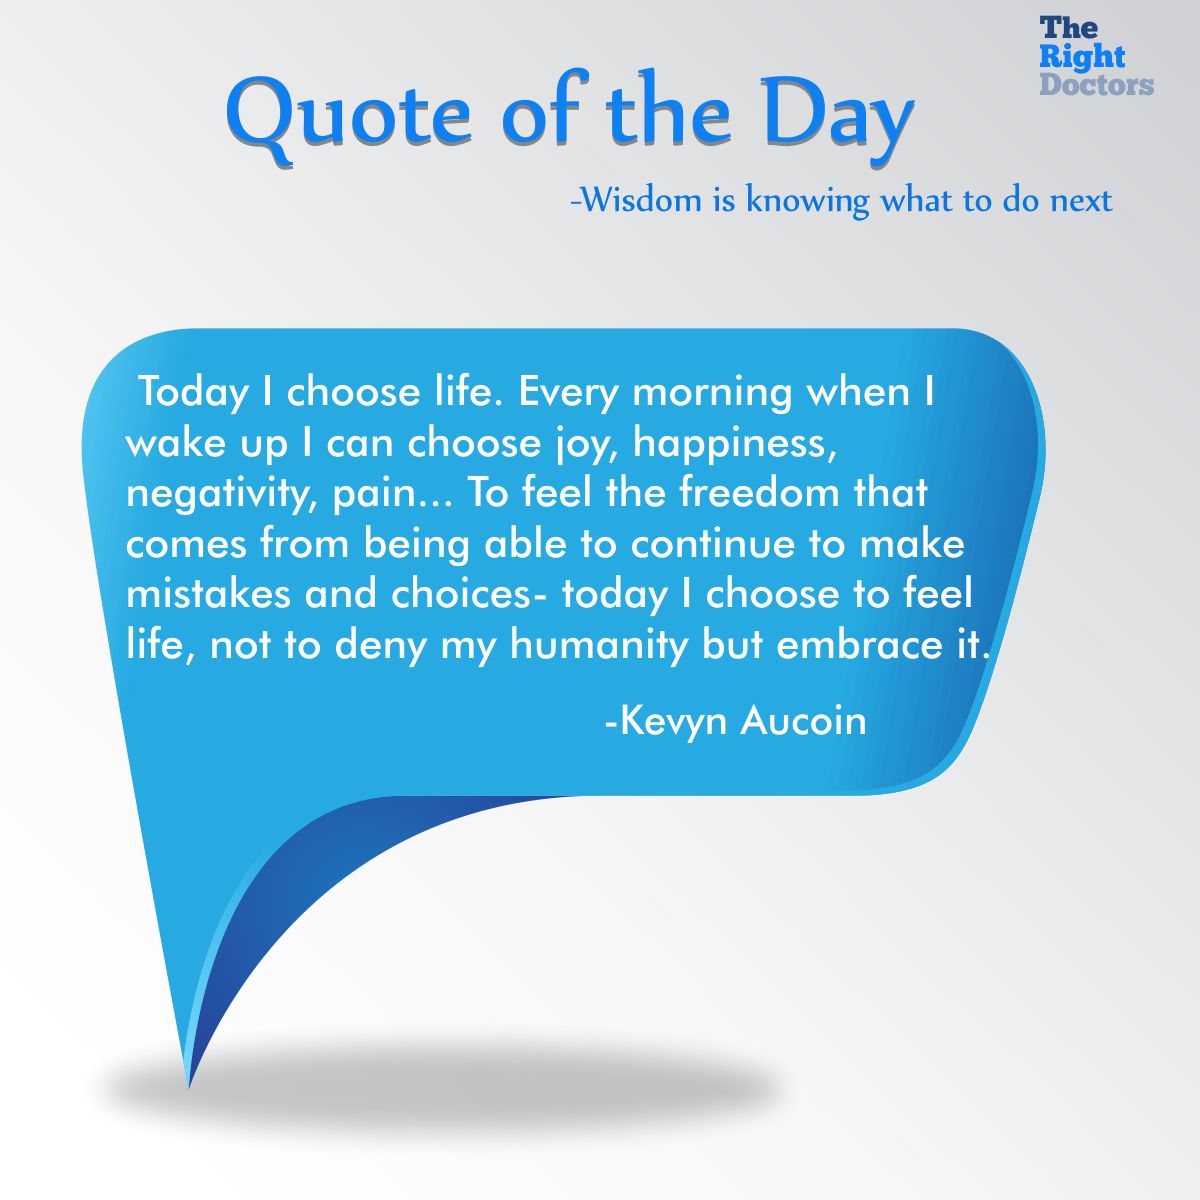 The
Right
Doctors
Quote of the Day
-Wisdom is knowing what to do next
Today I choose life. Every morning when I
wake up I can choose joy, happiness,
negativity, pain... To feel the freedom that
comes from being able to continue to make
mistakes and choices- today I choose to feel
life, not to deny my humanity but embrace it.
-Kevyn Aucoin